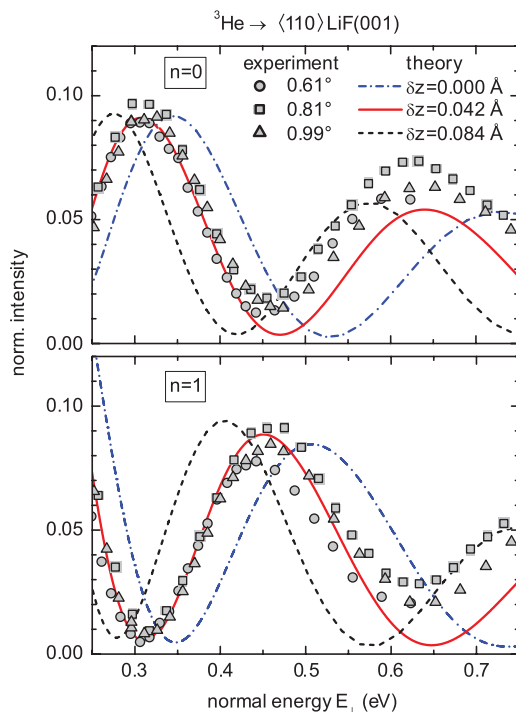 ³He → ⟨110⟩LiF(001)
n=0
experiment
theory
0.61°
δz=0.000 Å
0.81°
δz=0.042 Å
0.99°
δz=0.084 Å
0.10
0.05
0.00
norm. intensity
n=1
0.10
0.05
0.00
0.3
0.4
0.5
0.6
0.7
normal energy E⊥ (eV)